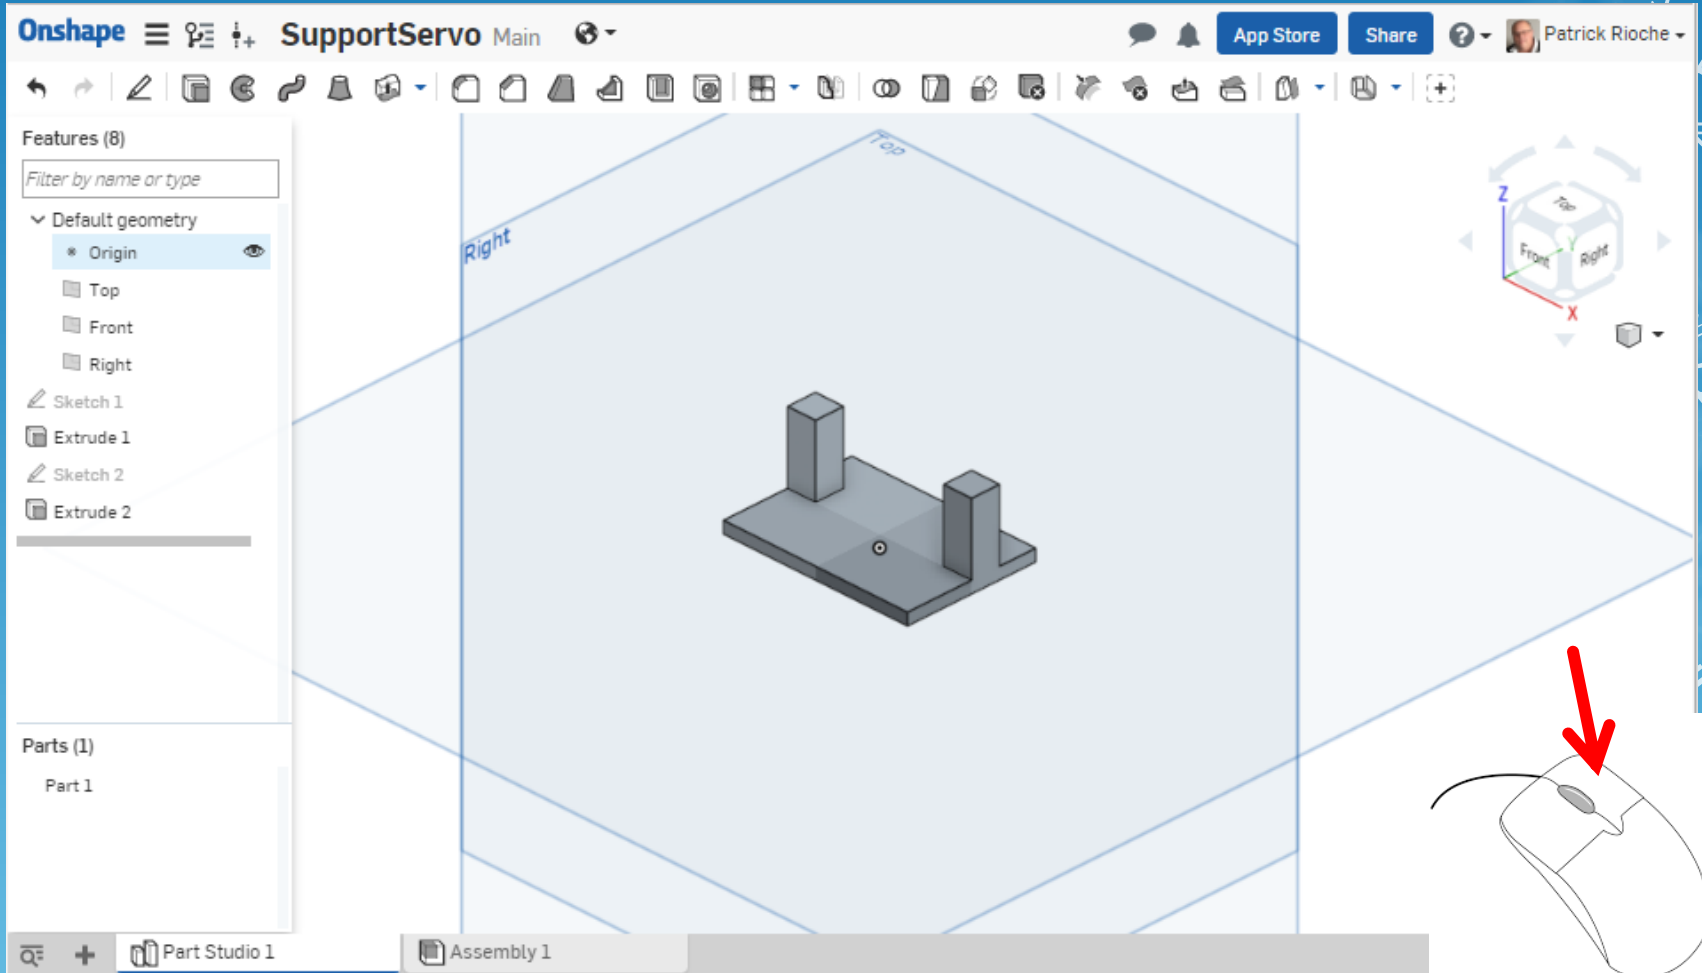 Onshape SupportServo Main App Store Share Patrick Rioche
Features (8)
Filter by name or type
Default geometry
Origin
Top
Front
Right
Sketch 1
Extrude 1
Sketch 2
Extrude 2
Parts (1)
Part 1
Top
Right
Z
Top
Front
Y
Right
X
Part Studio 1
Assembly 1